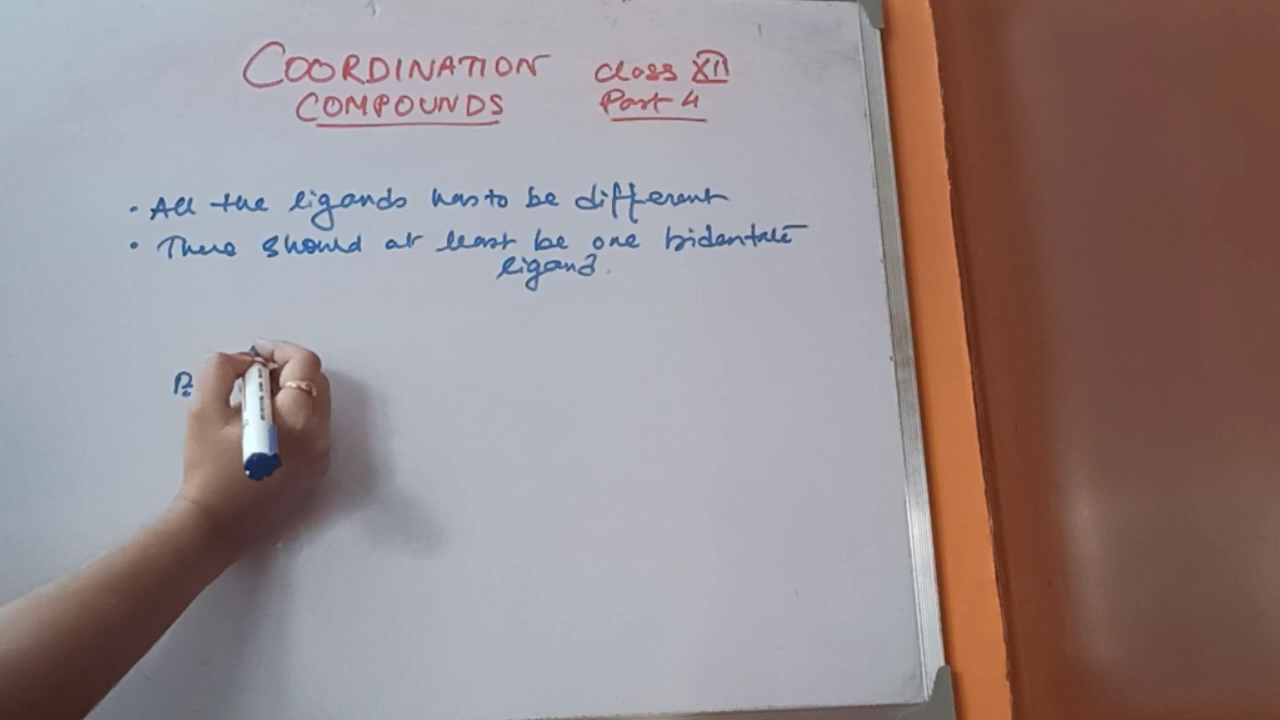 COORDINATION Class XII
COMPOUNDS Part 4
• All the ligands has to be different
• There should at least be one bidentate
ligand.